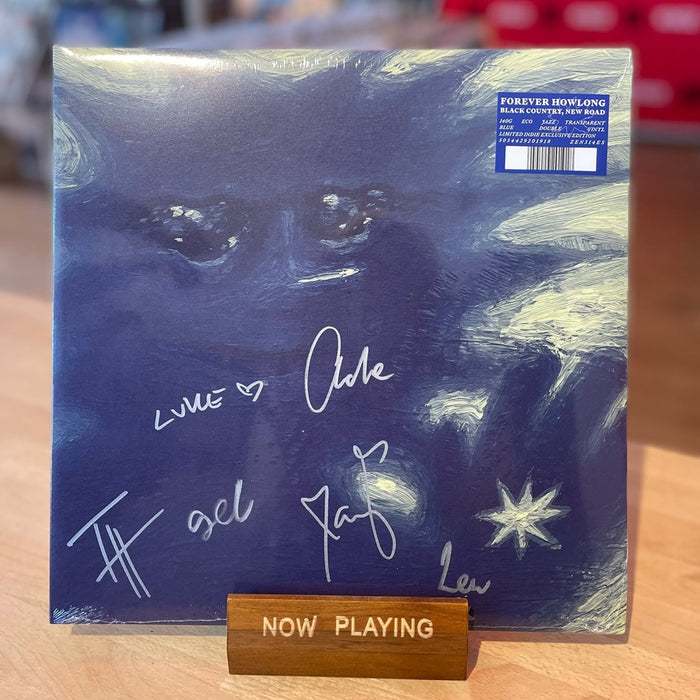 FOREVER HOWLONG
BLACK COUNTRY, NEW ROAD
140G ECO JAZZ TRANSPARENT
BLUE DOUBLE VINYL
LIMITED INDIE EXCLUSIVE EDITION
5054429201918 ZEN314ES
LUKE
Lew
NOW PLAYING